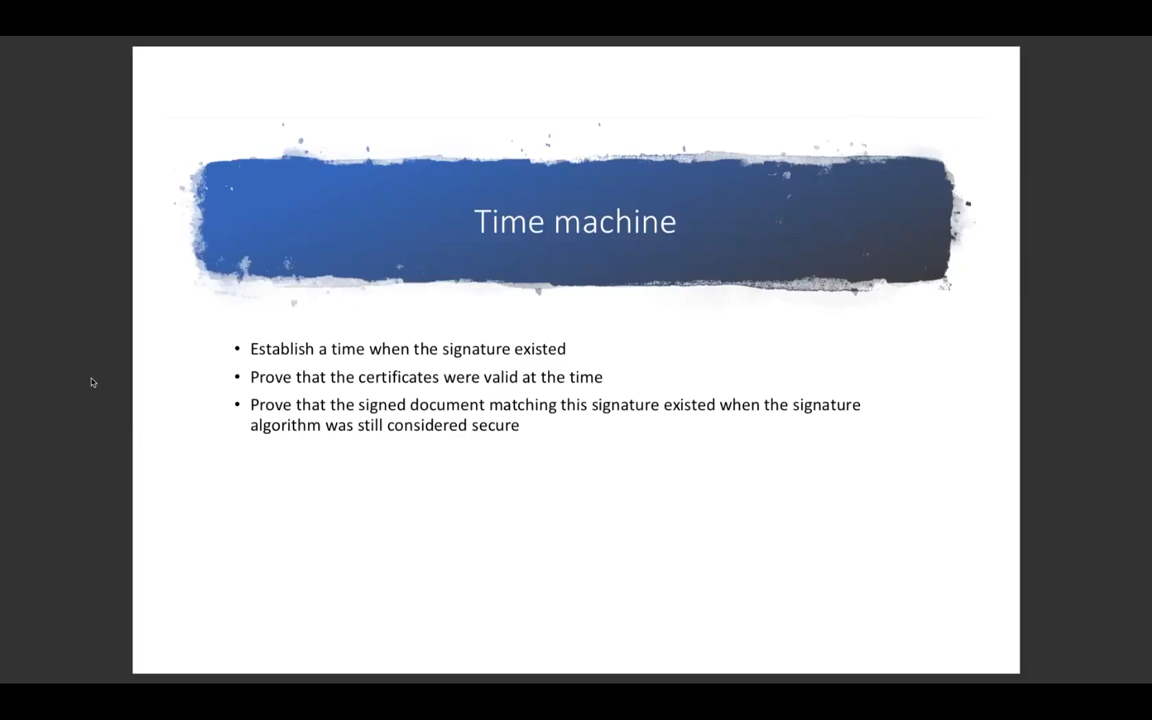 Time machine
• Establish a time when the signature existed
• Prove that the certificates were valid at the time
• Prove that the signed document matching this signature existed when the signature
algorithm was still considered secure